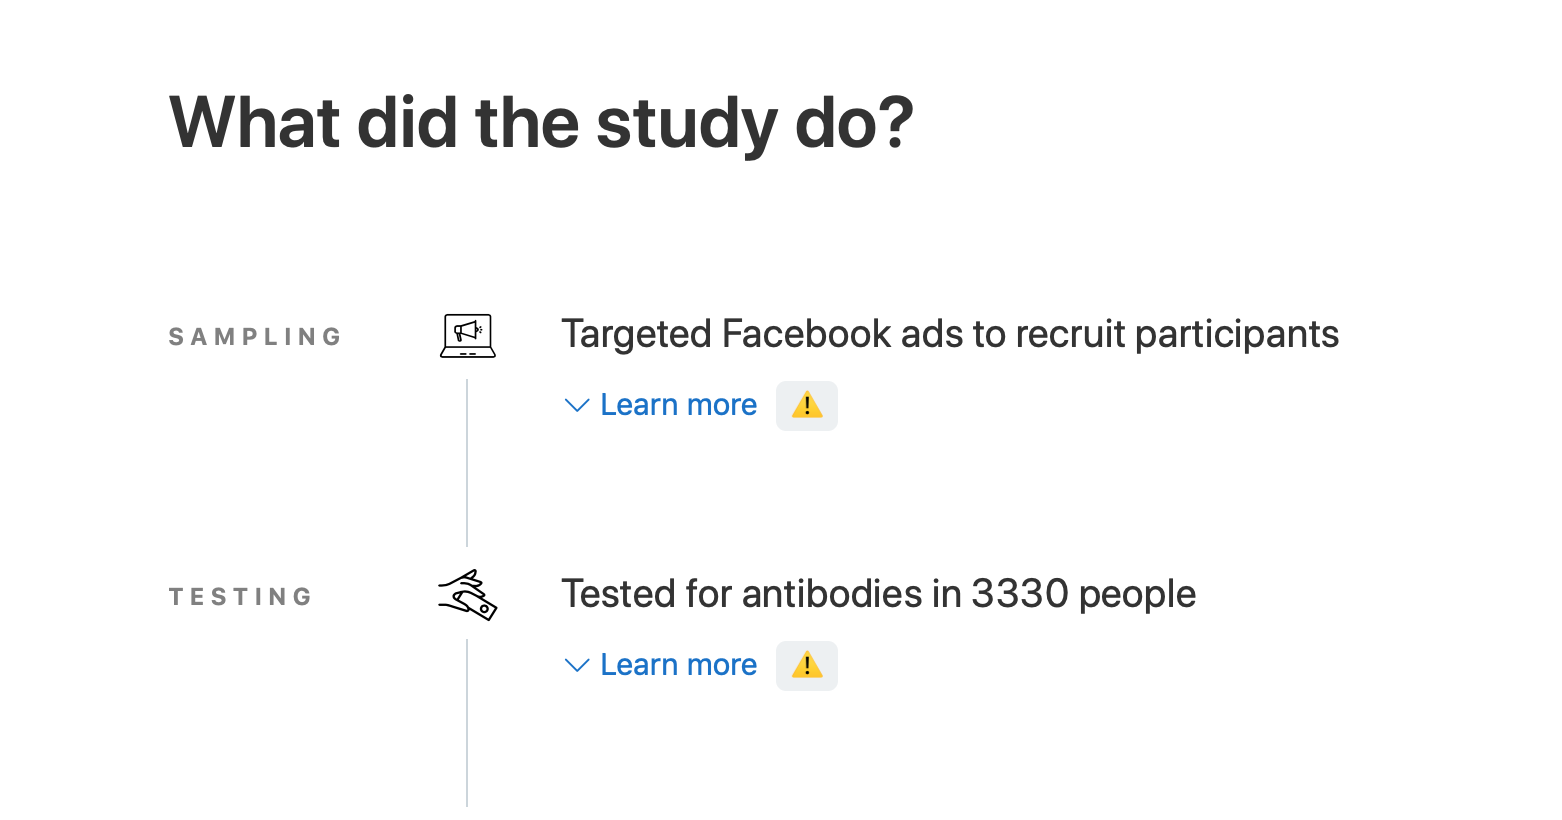 What did the study do?
SAMPLING
Targeted Facebook ads to recruit participants
Learn more
TESTING
Tested for antibodies in 3330 people
Learn more